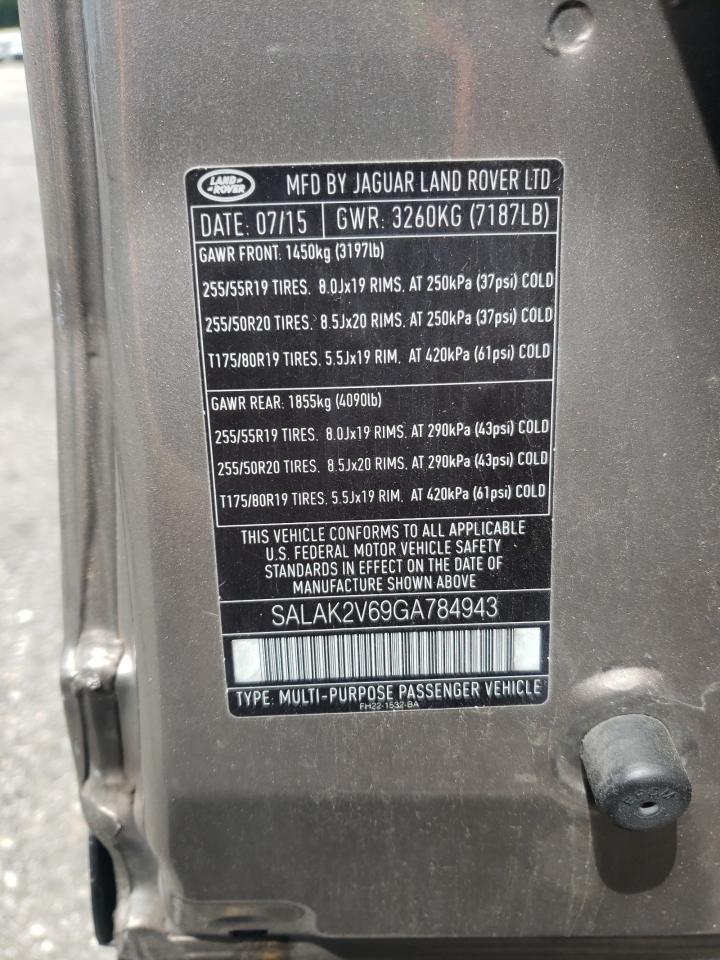 LAND-
-ROVER
MFD BY JAGUAR LAND ROVER LTD
DATE: 07/15 GWR: 3260KG (7187LB)
GAWR FRONT: 1450kg (3197lb)
255/55R19 TIRES. 8.0Jx19 RIMS. AT 250kPa (37psi) COLD
255/50R20 TIRES. 8.5Jx20 RIMS. AT 250kPa (37psi) COLD
T175/80R19 TIRES. 5.5Jx19 RIM. AT 420kPa (61psi) COLD
GAWR REAR: 1855kg (4090lb)
255/55R19 TIRES. 8.0Jx19 RIMS. AT 290kPa (43psi) COLD
255/50R20 TIRES. 8.5Jx20 RIMS. AT 290kPa (43psi) COLD
T175/80R19 TIRES. 5.5Jx19 RIM. AT 420kPa (61psi) COLD
THIS VEHICLE CONFORMS TO ALL APPLICABLE
U.S. FEDERAL MOTOR VEHICLE SAFETY
STANDARDS IN EFFECT ON THE DATE OF
MANUFACTURE SHOWN ABOVE
SALAK2V69GA784943
TYPE: MULTI-PURPOSE PASSENGER VEHICLE
FH22-1532-BA